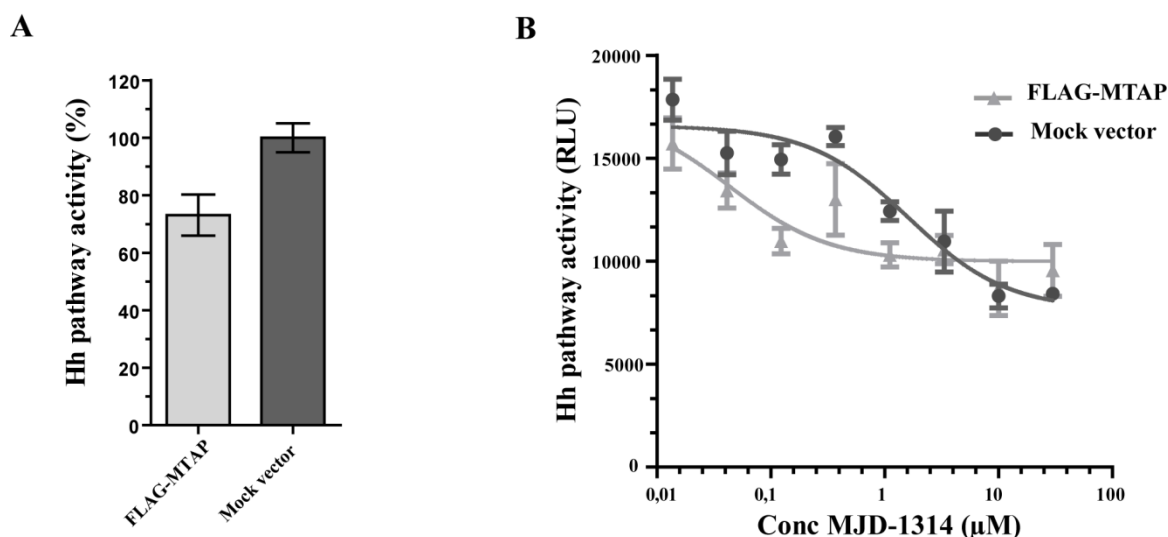 A
Hh pathway activity (%)
120
100
80
60
40
20
0
FLAG-MTAP
Mock vector
B
Hh pathway activity (RLU)
20000
15000
10000
5000
0
0,01
0,1
1
10
100
Conc MJD-1314 (µM)
FLAG-MTAP
Mock vector